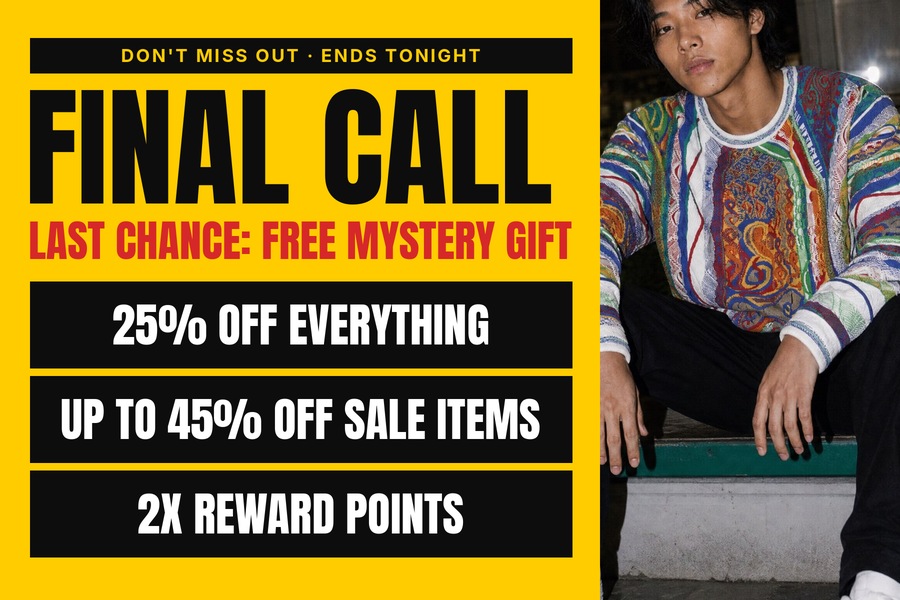 DON'T MISS OUT · ENDS TONIGHT
FINAL CALL
LAST CHANCE: FREE MYSTERY GIFT
25% OFF EVERYTHING
UP TO 45% OFF SALE ITEMS
2X REWARD POINTS